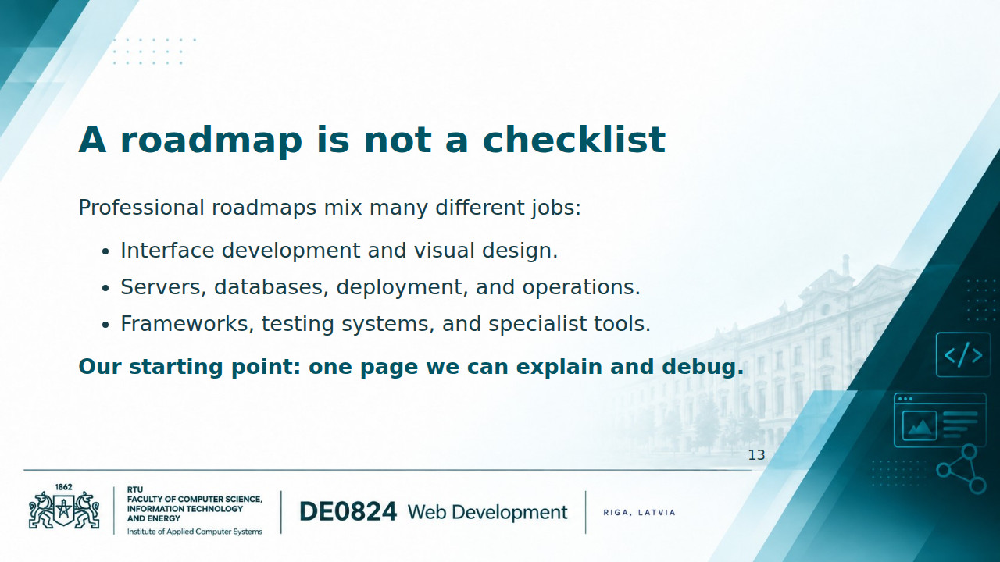 A roadmap is not a checklist
Professional roadmaps mix many different jobs:
• Interface development and visual design.
• Servers, databases, deployment, and operations.
• Frameworks, testing systems, and specialist tools.
Our starting point: one page we can explain and debug.
</>
13
1862
RTU
FACULTY OF COMPUTER SCIENCE,
INFORMATION TECHNOLOGY
AND ENERGY
Institute of Applied Computer Systems
DE0824 Web Development
RIGA, LATVIA